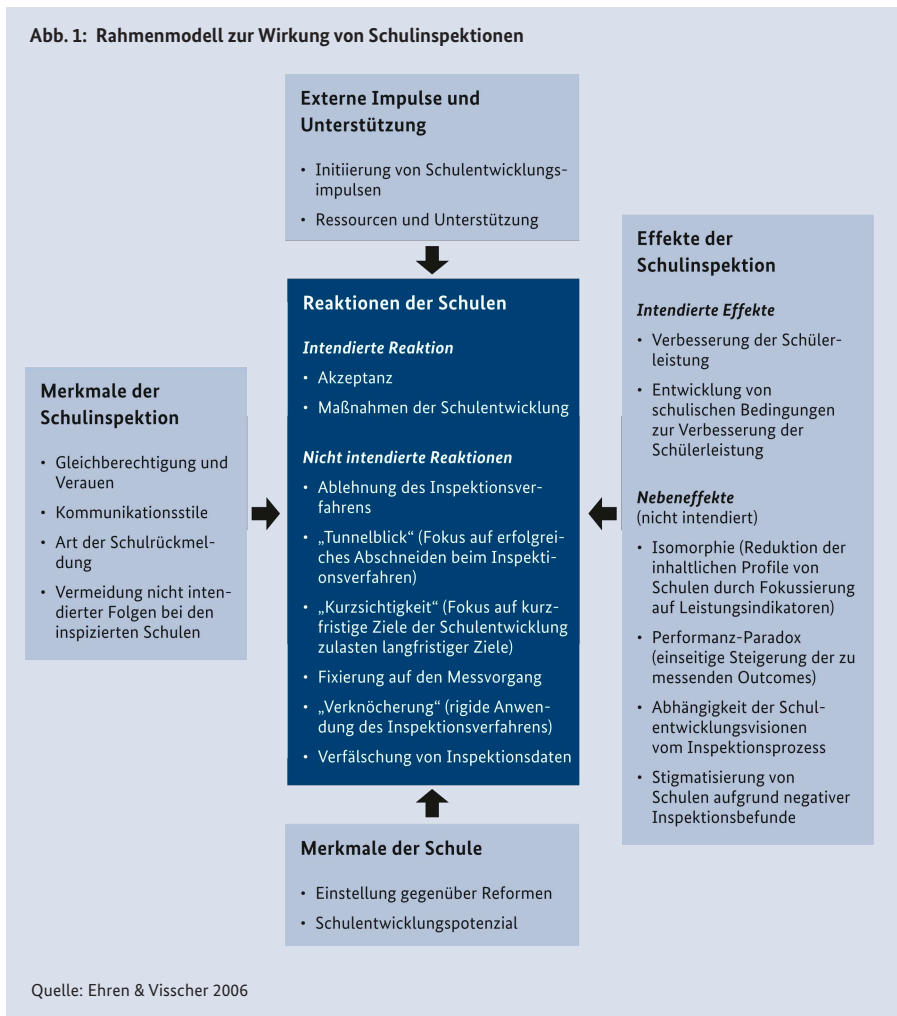 Abb. 1: Rahmenmodell zur Wirkung von Schulinspektionen
Externe Impulse und
Unterstützung
• Initiierung von Schulentwicklungs-
impulsen
• Ressourcen und Unterstützung
Merkmale der
Schulinspektion
• Gleichberechtigung und
Verauen
• Kommunikationsstile
• Art der Schulrückmel-
dung
• Vermeidung nicht inten-
dierter Folgen bei den
inspizierten Schulen
Reaktionen der Schulen
Intendierte Reaktion
• Akzeptanz
• Maßnahmen der Schulentwicklung
Nicht intendierte Reaktionen
• Ablehnung des Inspektionsver-
fahrens
• „Tunnelblick“ (Fokus auf erfolgrei-
ches Abschneiden beim Inspekti-
onsverfahren)
• „Kurzsichtigkeit“ (Fokus auf kurz-
fristige Ziele der Schulentwicklung
zulasten langfristiger Ziele)
• Fixierung auf den Messvorgang
• „Verknöcherung“ (rigide Anwen-
dung des Inspektionsverfahrens)
• Verfälschung von Inspektionsdaten
Effekte der
Schulinspektion
Intendierte Effekte
• Verbesserung der Schüler-
leistung
• Entwicklung von
schulischen Bedingungen
zur Verbesserung der
Schülerleistung
Nebeneffekte
(nicht intendiert)
• Isomorphie (Reduktion der
inhaltlichen Profile von
Schulen durch Fokussierung
auf Leistungsindikatoren)
• Performanz-Paradox
(einseitige Steigerung der zu
messenden Outcomes)
• Abhängigkeit der Schul-
entwicklungsvisionen
vom Inspektionsprozess
• Stigmatisierung von
Schulen aufgrund negativer
Inspektionsbefunde
Merkmale der Schule
• Einstellung gegenüber Reformen
• Schulentwicklungspotenzial
Quelle: Ehren & Visscher 2006